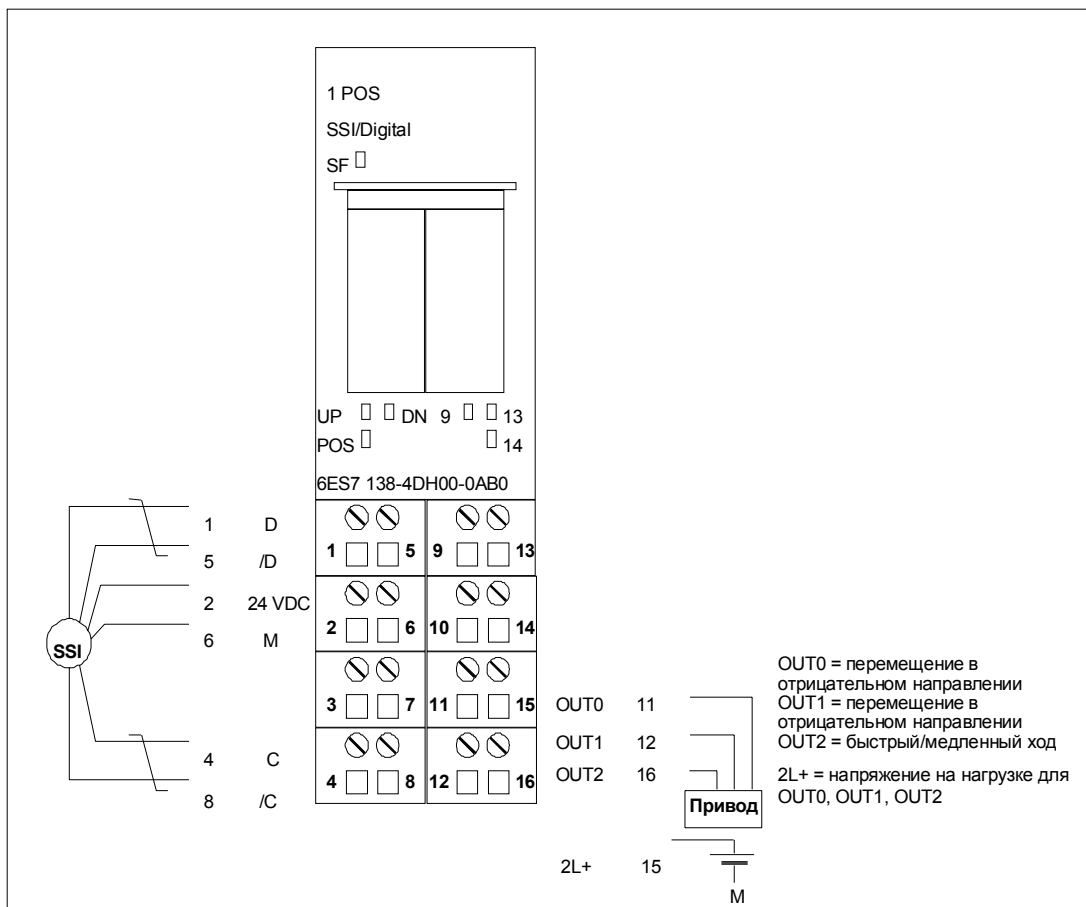 1 POS
SSI/Digital
SF
UP DN 9 13
POS 14
6ES7 138-4DH00-0AB0
1 D
5 /D
2 24 VDC
6 M
SSI
4 C
8 /C
1 5 9 13
2 6 10 14
3 7 11 15
4 8 12 16
OUT0 11
OUT1 12
OUT2 16
Привод
2L+ 15
M
OUT0 = перемещение в
отрицательном направлении
OUT1 = перемещение в
отрицательном направлении
OUT2 = быстрый/медленный ход
2L+ = напряжение на нагрузке для
OUT0, OUT1, OUT2